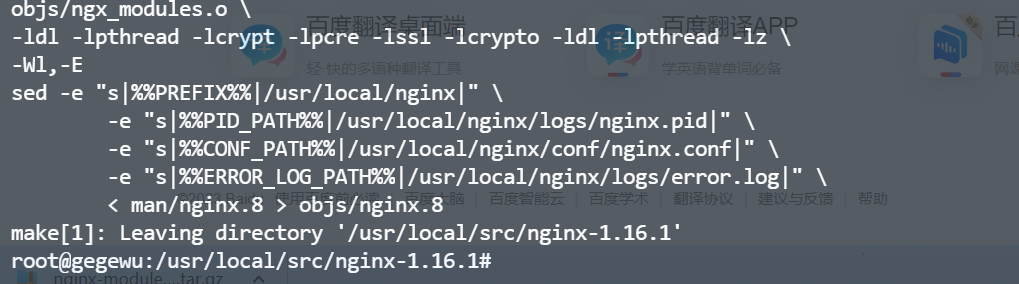 objs/ngx_modules.o \
-ldl -lpthread -lcrypt -lpcre -lssl -lcrypto -ldl -lpthread -lz \
-Wl,-E
sed -e "s|%%PREFIX%%|/usr/local/nginx|" \
-e "s|%%PID_PATH%%|/usr/local/nginx/logs/nginx.pid|" \
-e "s|%%CONF_PATH%%|/usr/local/nginx/conf/nginx.conf|" \
-e "s|%%ERROR_LOG_PATH%%|/usr/local/nginx/logs/error.log|" \
< man/nginx.8 > objs/nginx.8
make[1]: Leaving directory '/usr/local/src/nginx-1.16.1'
root@gegewu:/usr/local/src/nginx-1.16.1#
百度翻译桌面端
轻·快的多语种翻译工具
百度翻译APP
学英语背单词必备
百度智能云 | 百度学术 | 翻译协议 | 建议与反馈 | 帮助
nginx-module....tar.gz